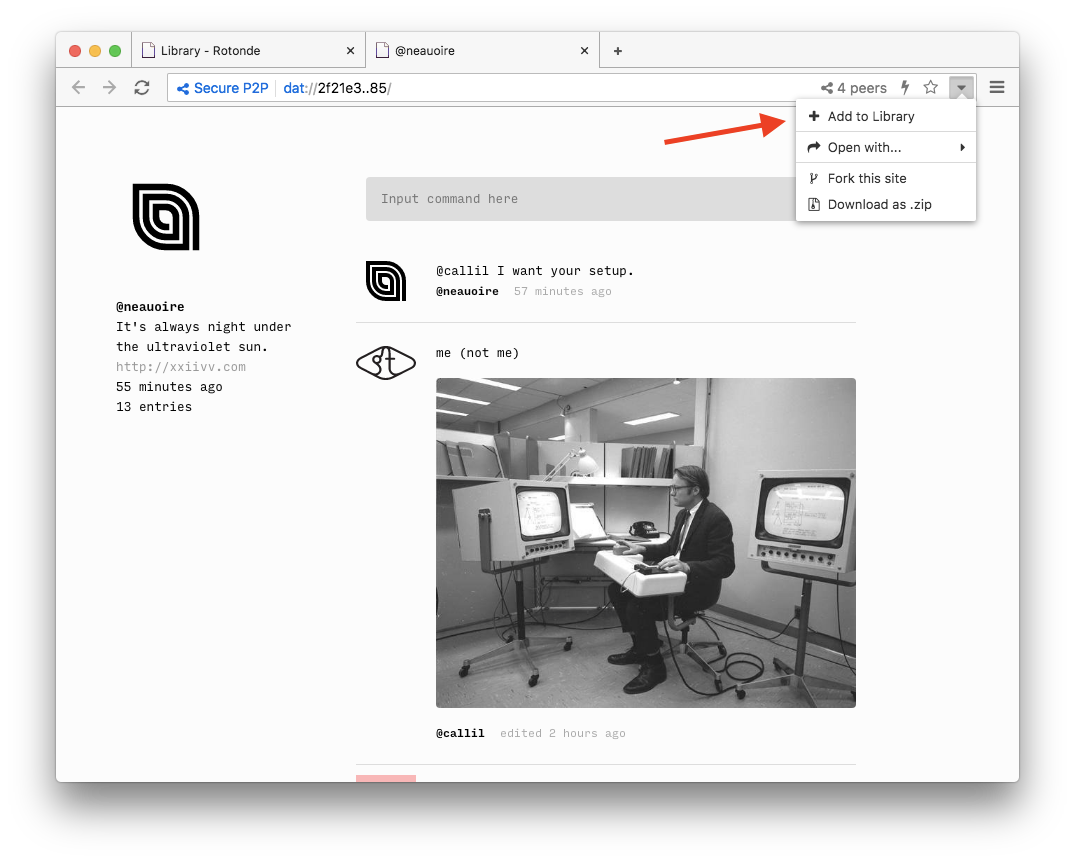 Library - Rotonde
@neauoire
Secure P2P
dat://2f21e3..85/
4 peers
Add to Library
Open with...
Fork this site
Download as .zip
Input command here
@neauoire
It's always night under
the ultraviolet sun.
http://xxiivv.com
55 minutes ago
13 entries
@callil I want your setup.
@neauoire 57 minutes ago
me (not me)
@callil edited 2 hours ago